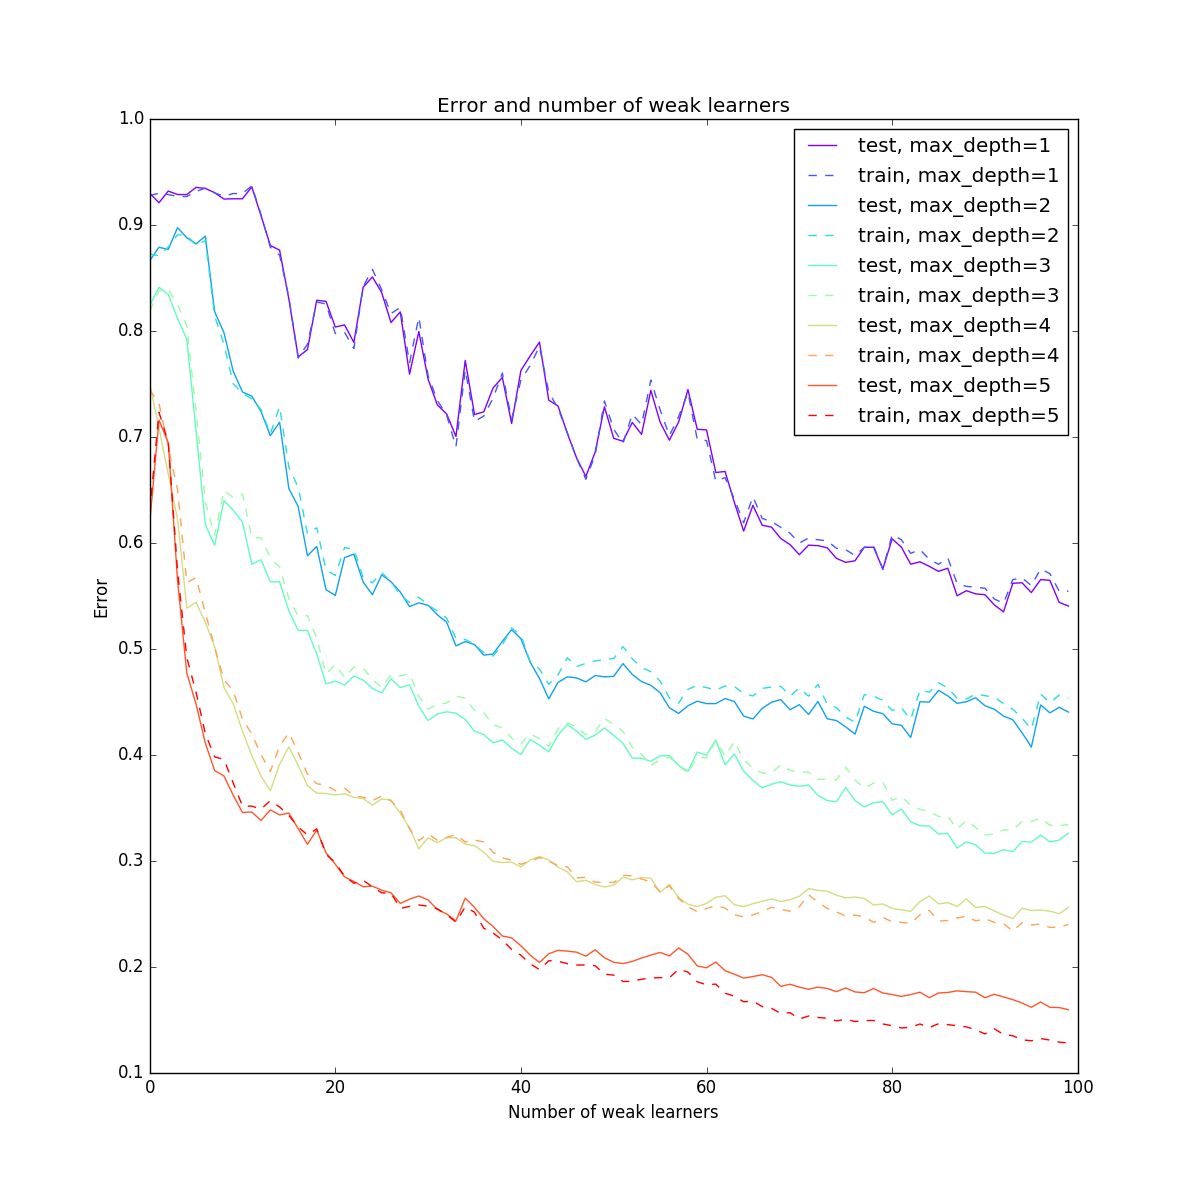 Error and number of weak learners
1.0
0.9
0.8
0.7
0.6
0.5
0.4
0.3
0.2
0.1
Error
test, max_depth=1
train, max_depth=1
test, max_depth=2
train, max_depth=2
test, max_depth=3
train, max_depth=3
test, max_depth=4
train, max_depth=4
test, max_depth=5
train, max_depth=5
0 20 40 60 80 100
Number of weak learners